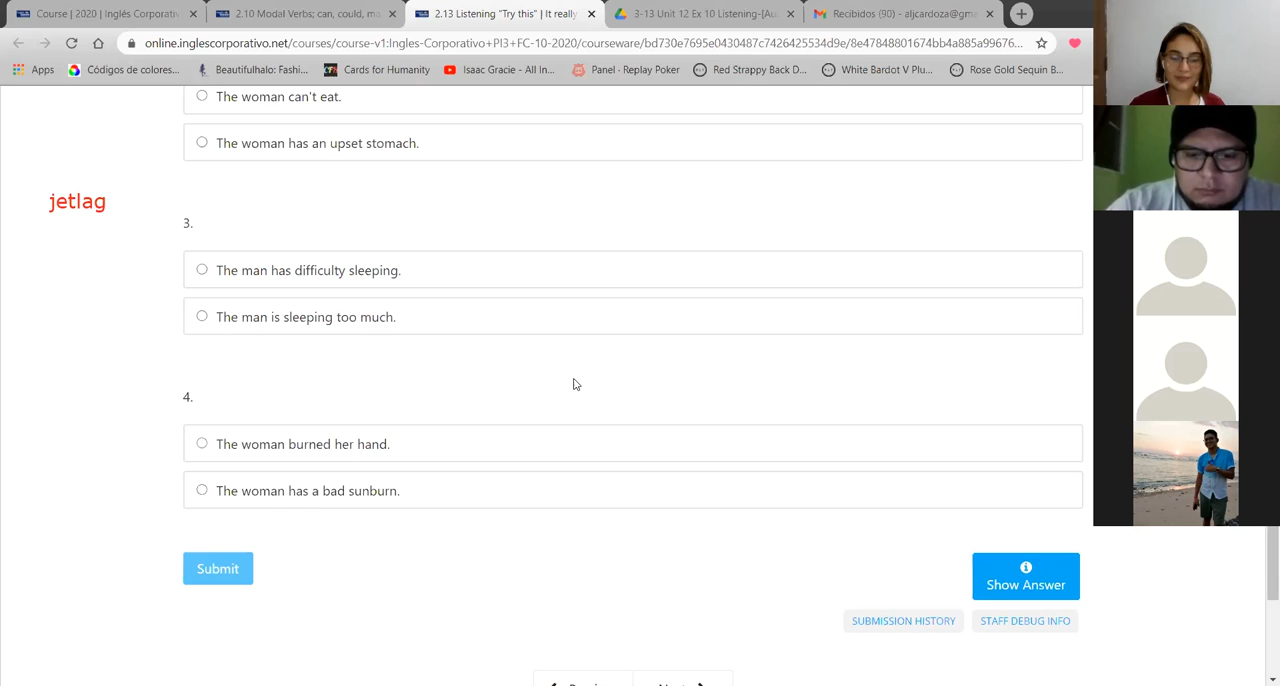 Course | 2020 | Inglés Corporativ
2.10 Modal Verbs; can, could, ma
2.13 Listening "Try this" | It really
3-13 Unit 12 Ex 10 Listening-[Au
Recibidos (90) - aljcardoza@gma
online.inglescorporativo.net/courses/course-v1:Ingles-Corporativo+PI3+FC-10-2020/courseware/bd730e7695e0430487c7426425534d9e/8e47848801674bb4a885a99676...
Apps
Códigos de colores...
Beautifulhalo: Fashi...
Cards for Humanity
Isaac Gracie - All In...
Panel · Replay Poker
Red Strappy Back D...
White Bardot V Plu...
Rose Gold Sequin B...
The woman can't eat.
The woman has an upset stomach.
jetlag
3.
The man has difficulty sleeping.
The man is sleeping too much.
4.
The woman burned her hand.
The woman has a bad sunburn.
Submit
Show Answer
SUBMISSION HISTORY
STAFF DEBUG INFO